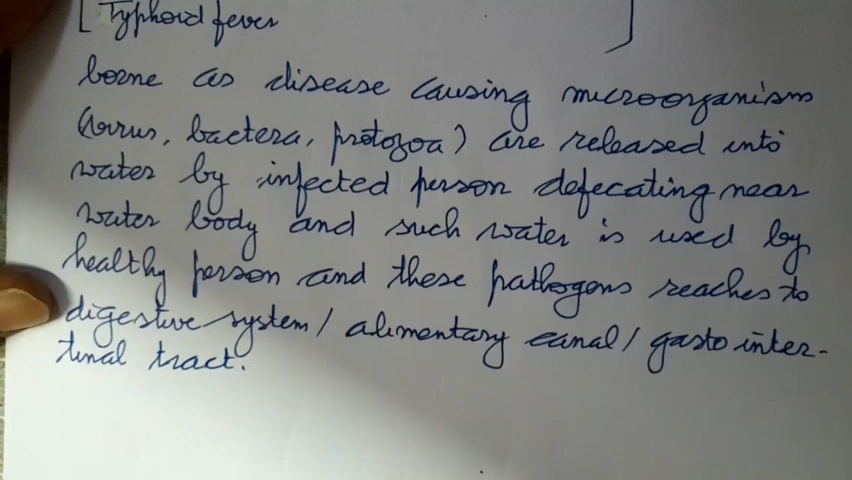 [Typhoid fever ]
borne as disease causing microorganism
(virus, bactera, protozoa) are released into
water by infected person defecating near
water body and such water is used by
healthy person and these pathogens reaches to
digestive system/ alimentary canal/ gasto inter-
tinal tract.